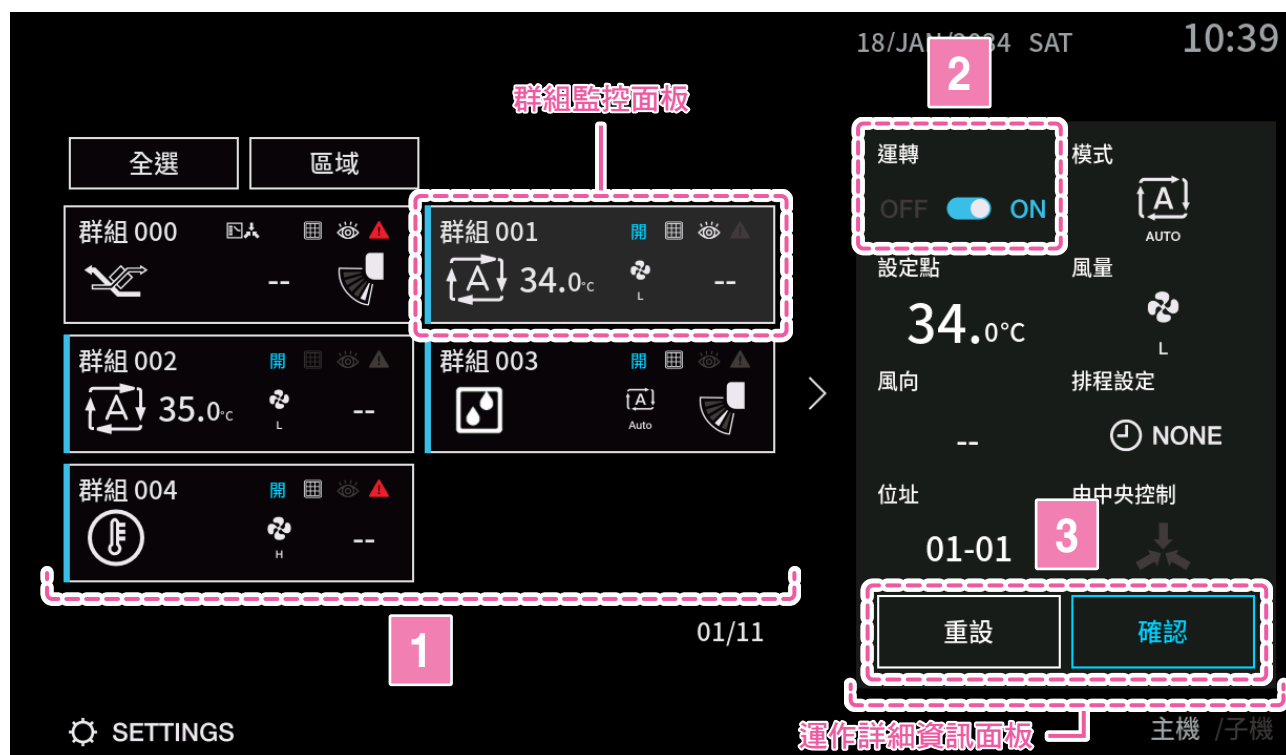 18/JAN/2034 SAT 10:39
2
群組監控面板
全選 區域
運轉
OFF ON
模式
AUTO
群組 000
--
群組 001 開
34.0°C
L
--
設定點
34.0°C
風量
L
群組 002 開
35.0°C
L
--
群組 003 開
Auto
風向
--
排程設定
NONE
群組 004 開
H
--
位址
01-01
由中央控制
3
重設 確認
1
01/11
SETTINGS
運作詳細資訊面板
主機 /子機